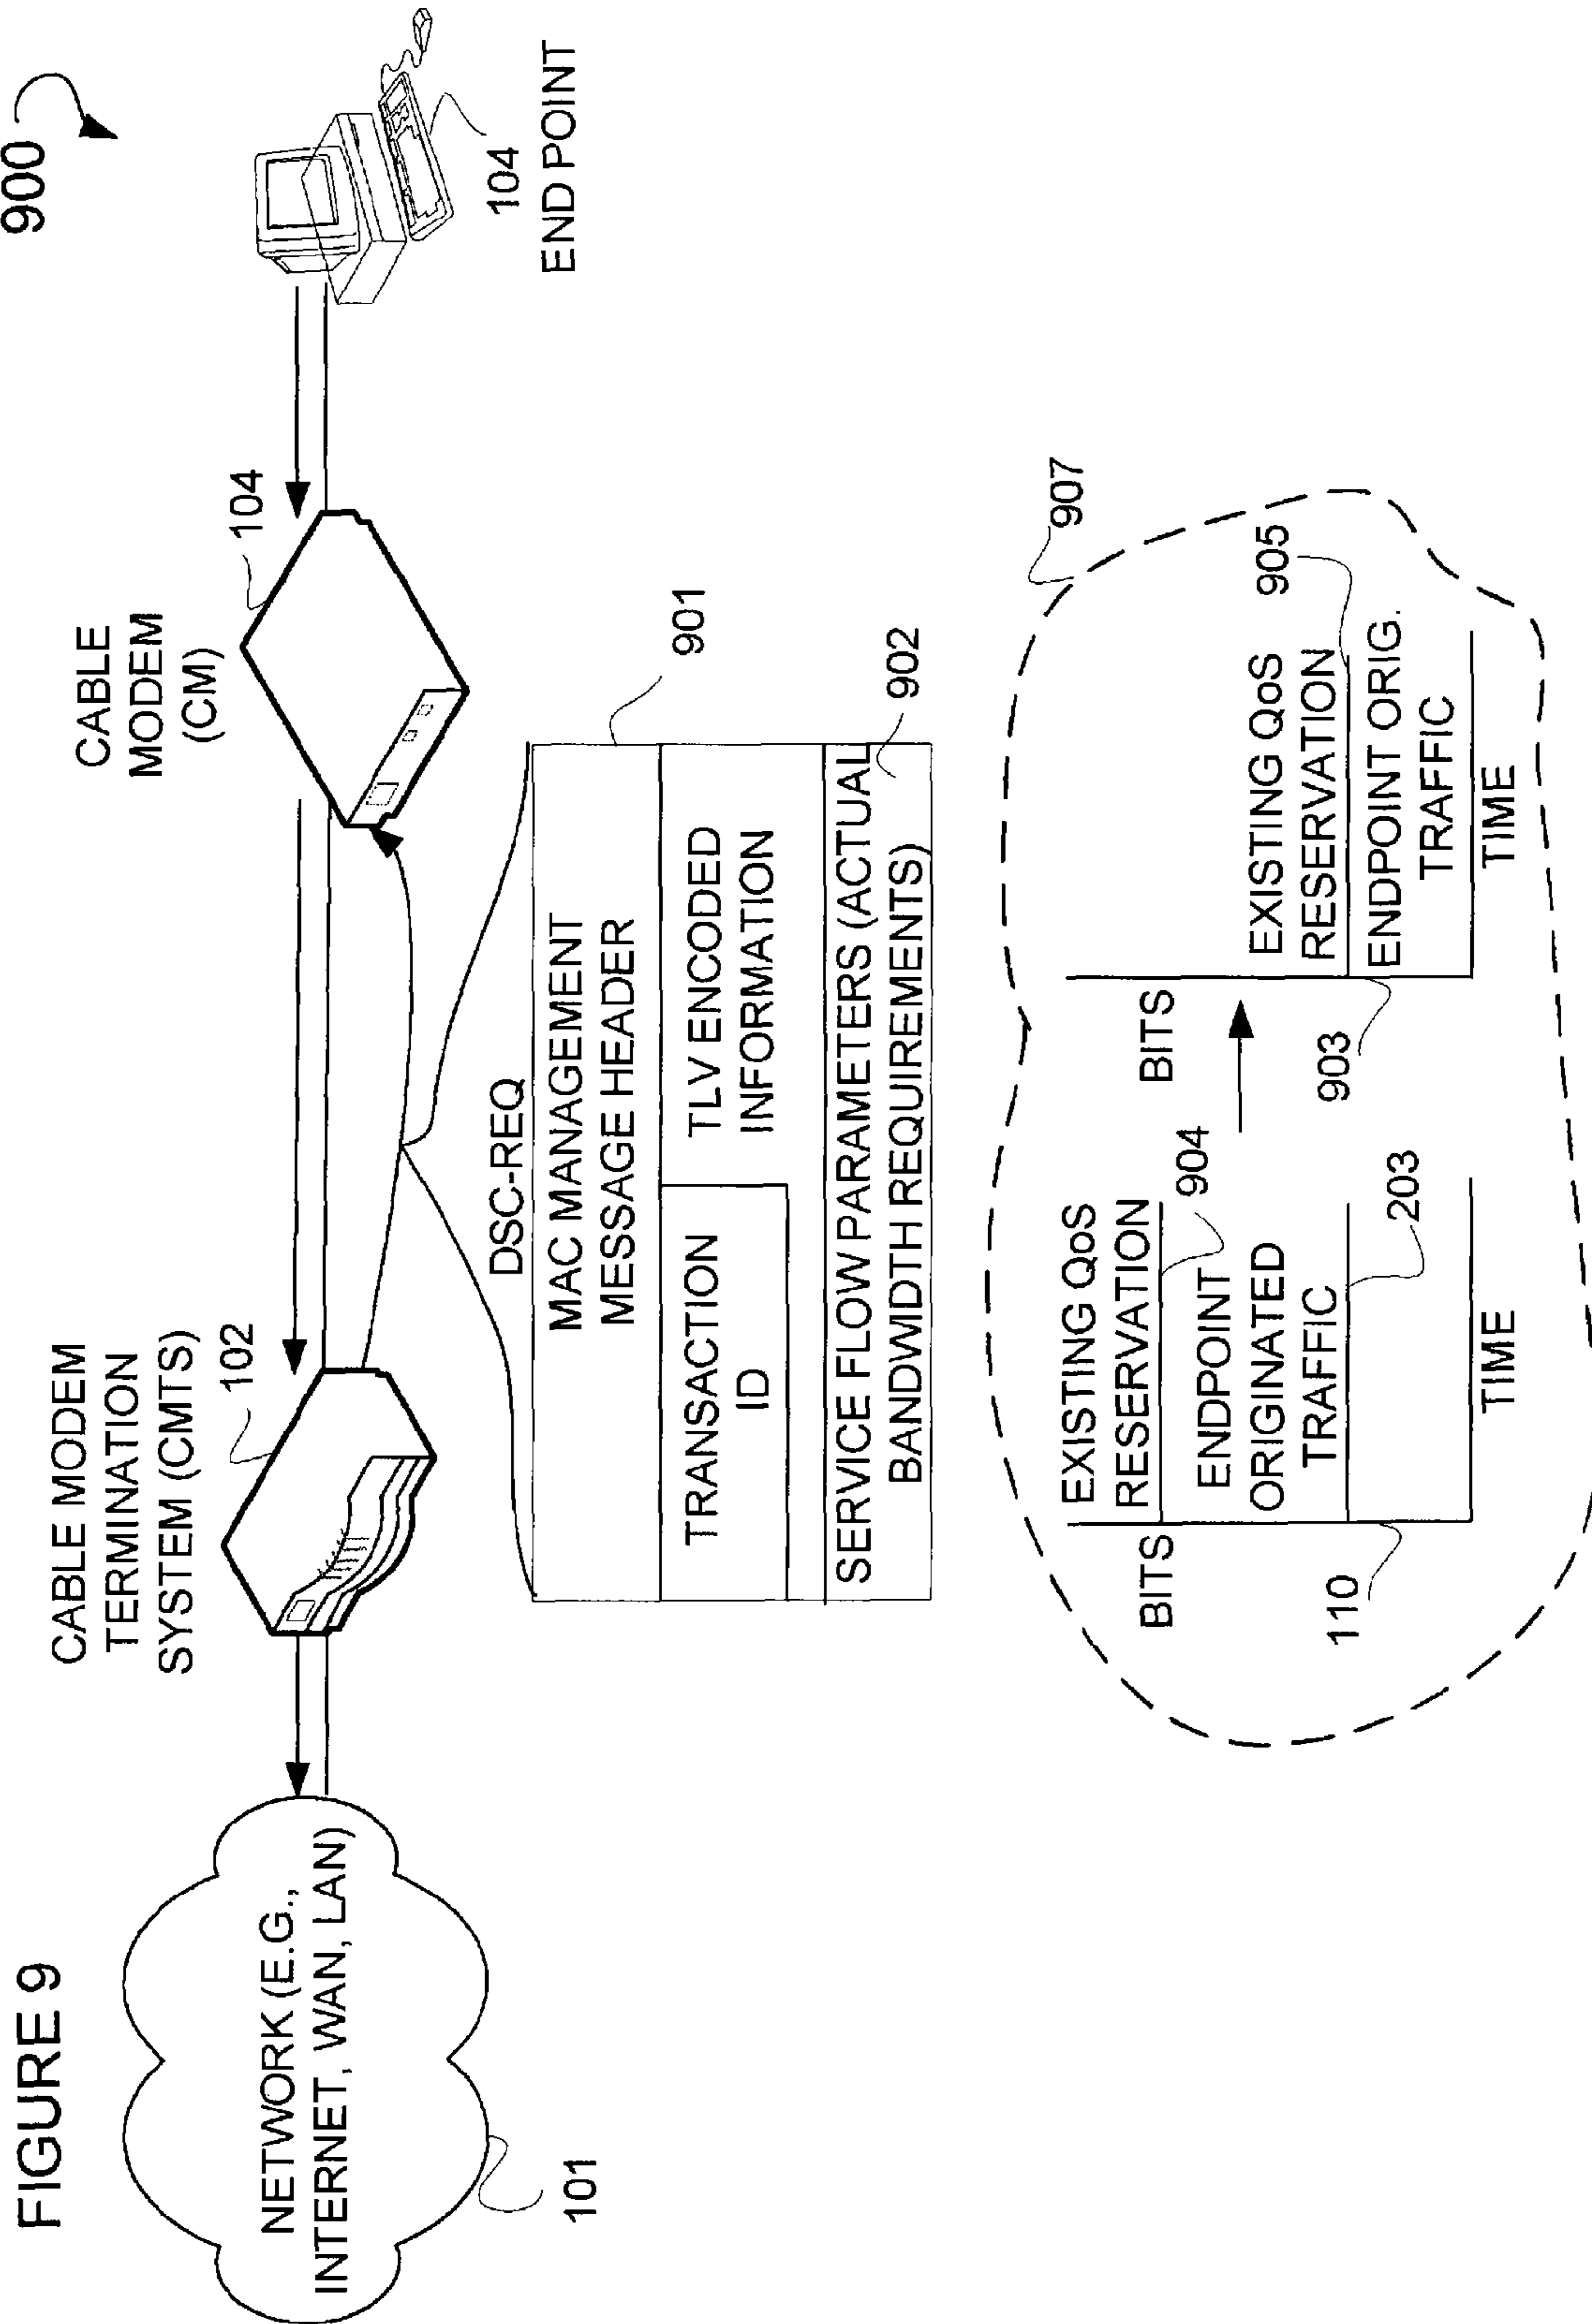 FIGURE 9
900
NETWORK (E.G.,
INTERNET, WAN, LAN)
101
CABLE MODEM
TERMINATION
SYSTEM (CMTS)
102
CABLE
MODEM
(CM)
104
104
END POINT
DSC-REQ
MAC MANAGEMENT
MESSAGE HEADER
901
TRANSACTION
ID
TLV ENCODED
INFORMATION
SERVICE FLOW PARAMETERS (ACTUAL
BANDWIDTH REQUIREMENTS)
902
907
BITS
EXISTING QoS
RESERVATION
904
ENDPOINT
ORIGINATED
TRAFFIC
203
110
TIME
BITS
EXISTING QoS
RESERVATION
905
ENDPOINT ORIG.
TRAFFIC
903
TIME